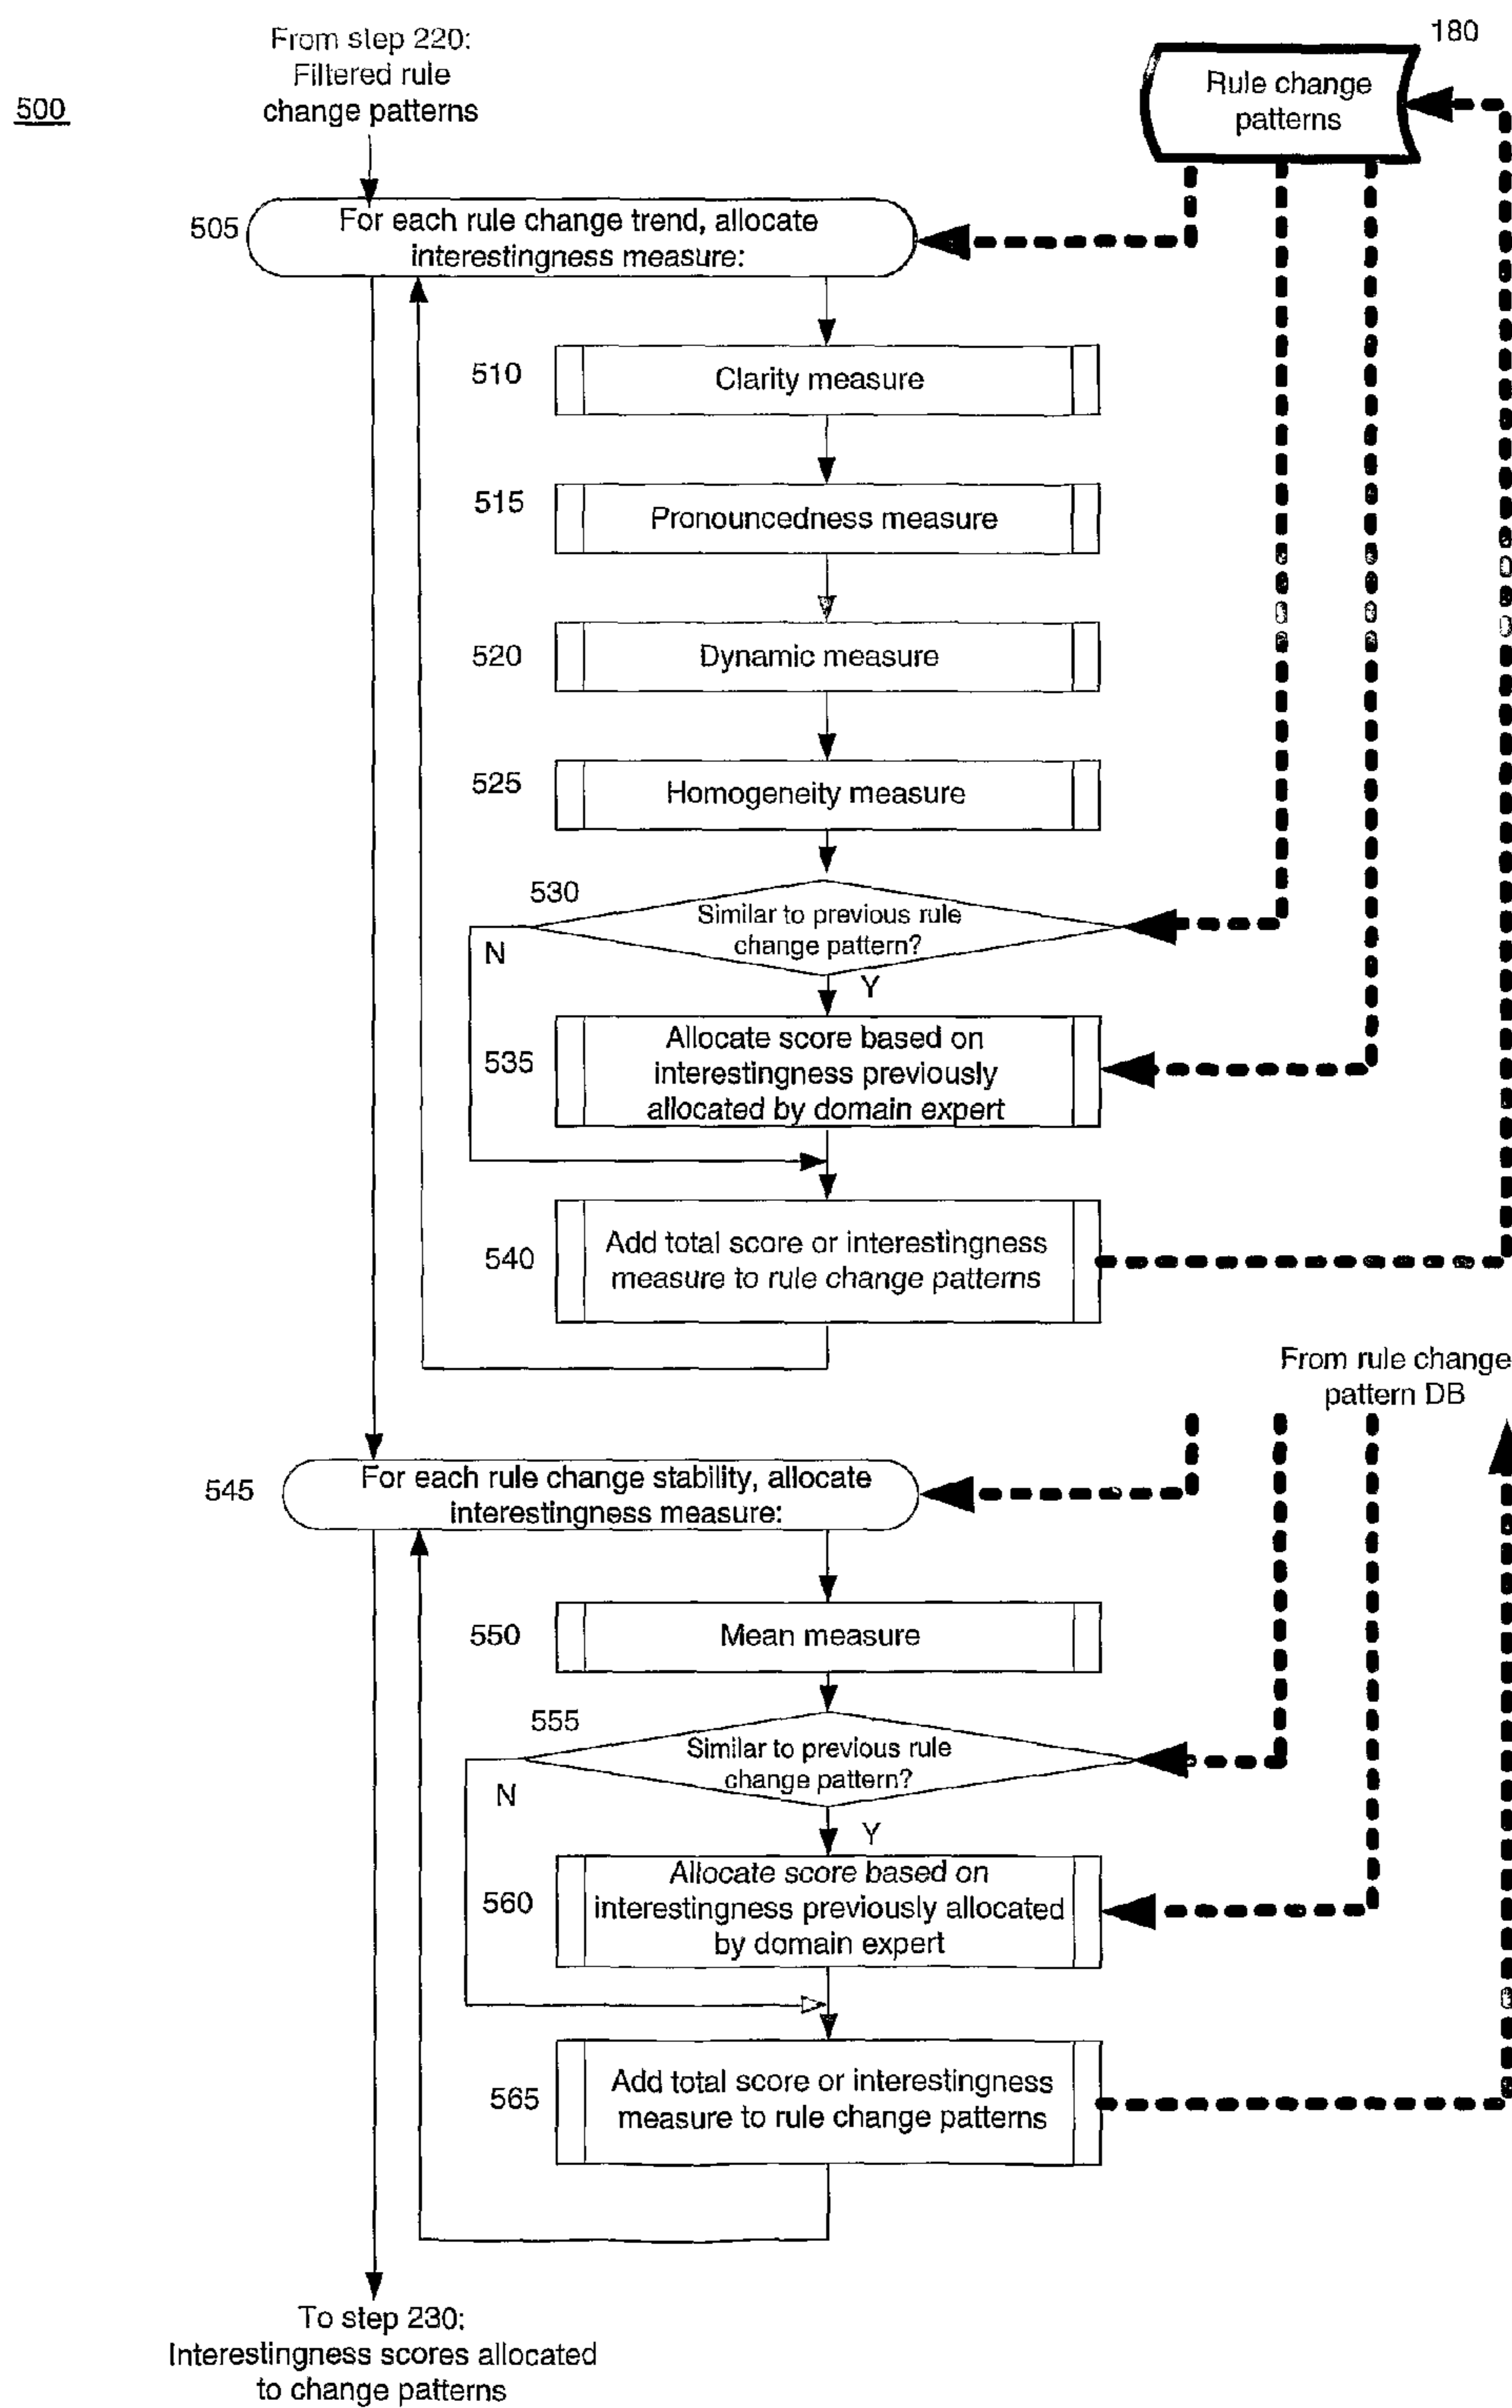 500
From step 220:
Filtered rule
change patterns
180
Rule change
patterns
505
For each rule change trend, allocate
interestingness measure:
510
Clarity measure
515
Pronouncedness measure
520
Dynamic measure
525
Homogeneity measure
530
Similar to previous rule
change pattern?
N
Y
535
Allocate score based on
interestingness previously
allocated by domain expert
540
Add total score or interestingness
measure to rule change patterns
From rule change
pattern DB
545
For each rule change stability, allocate
interestingness measure:
550
Mean measure
555
Similar to previous rule
change pattern?
N
Y
560
Allocate score based on
interestingness previously allocated
by domain expert
565
Add total score or interestingness
measure to rule change patterns
To step 230:
Interestingness scores allocated
to change patterns